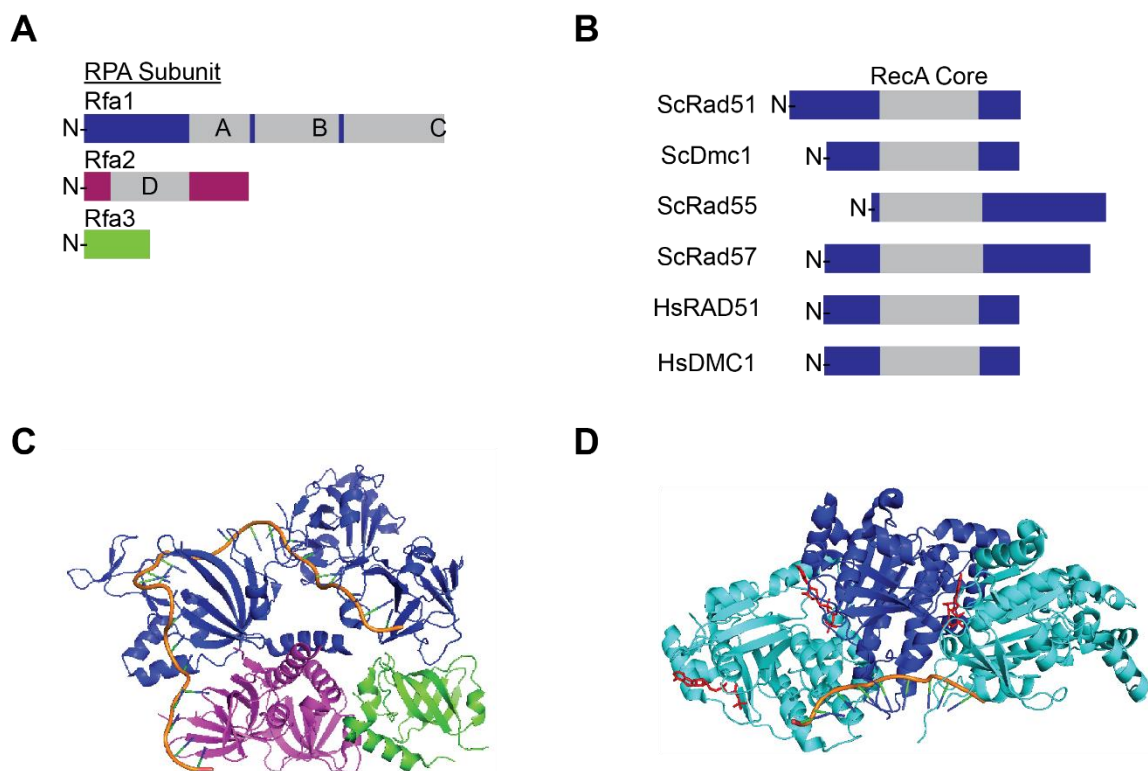 A
RPA Subunit
Rfa1
N-
A
B
C
Rfa2
N-
D
Rfa3
N-
B
RecA Core
ScRad51
N-
ScDmc1
N-
ScRad55
N-
ScRad57
N-
HsRAD51
N-
HsDMC1
N-
C
D